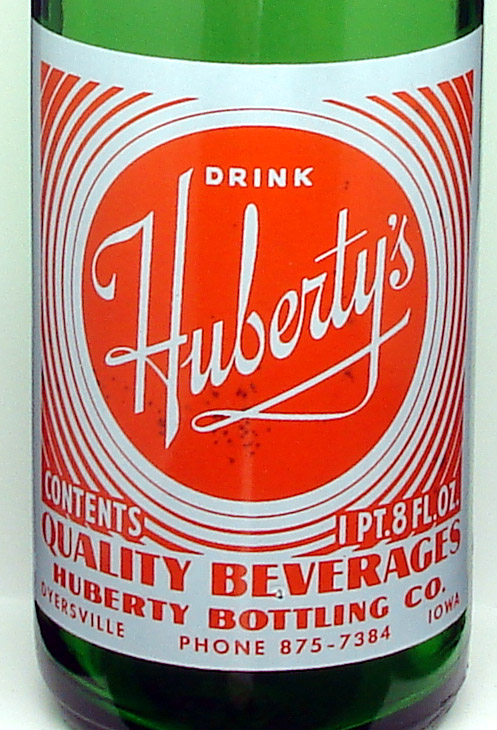 DRINK
Huberty's
CONTENTS 1 PT. 8 FL. OZ.
QUALITY BEVERAGES
HUBERTY BOTTLING CO.
DYERSVILLE IOWA
PHONE 875-7384